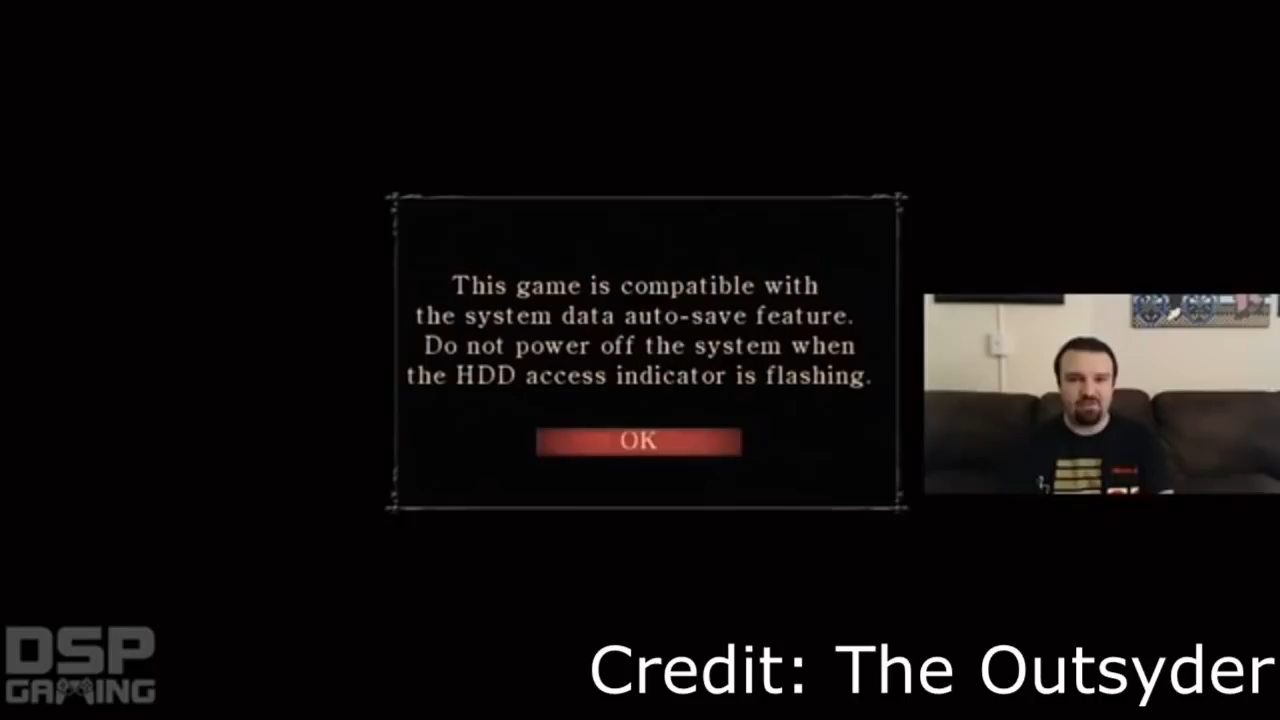 This game is compatible with
the system data auto-save feature.
Do not power off the system when
the HDD access indicator is flashing.
OK
DSP
GAMING
Credit: The Outsyder